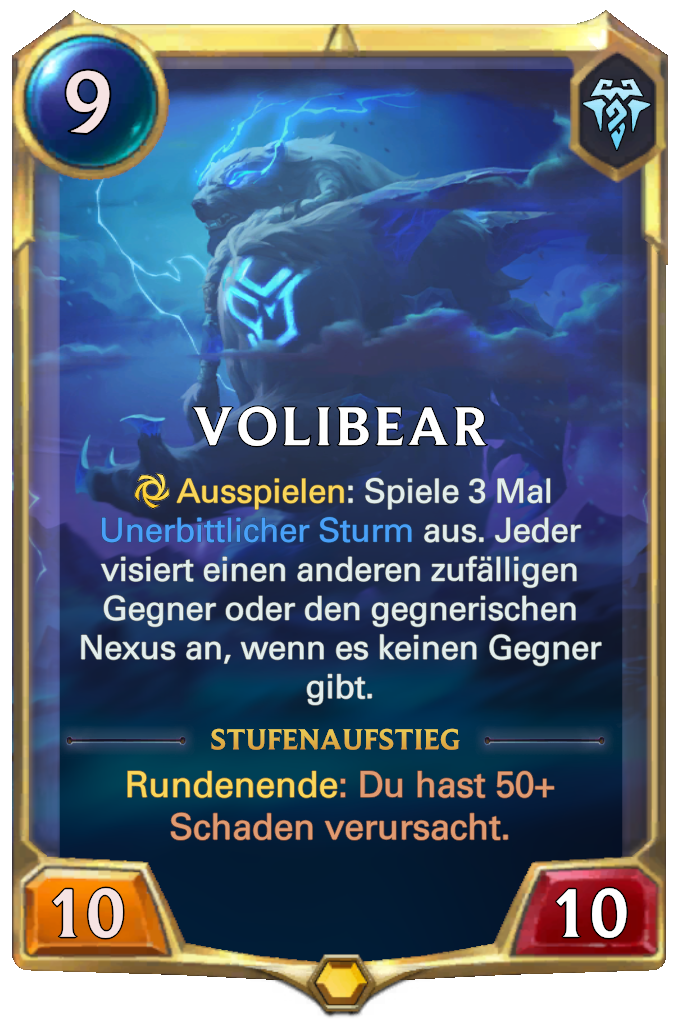 9
VOLIBEAR
Ausspielen: Spiele 3 Mal
Unerbittlicher Sturm aus. Jeder
visiert einen anderen zufälligen
Gegner oder den gegnerischen
Nexus an, wenn es keinen Gegner
gibt.
STUFENAUFSTIEG
Rundenende: Du hast 50+
Schaden verursacht.
10
10